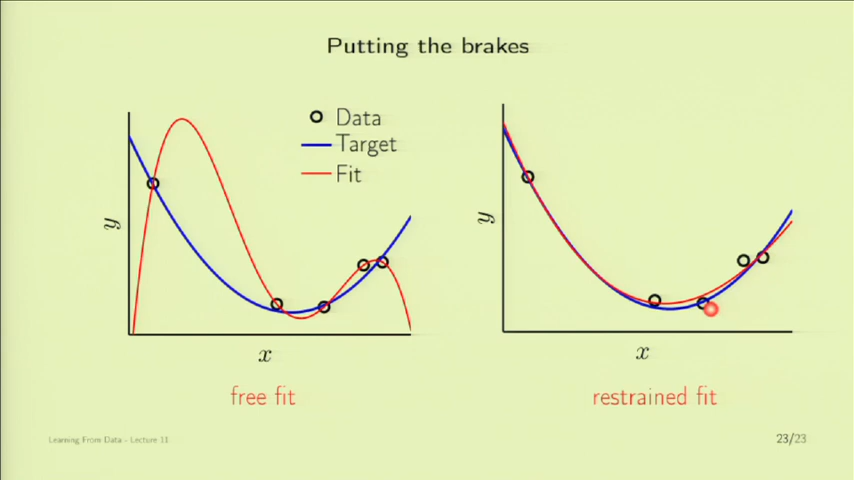 Putting the brakes
Data
Target
Fit
y
x
y
x
free fit
restrained fit
Learning From Data - Lecture 11
23/23